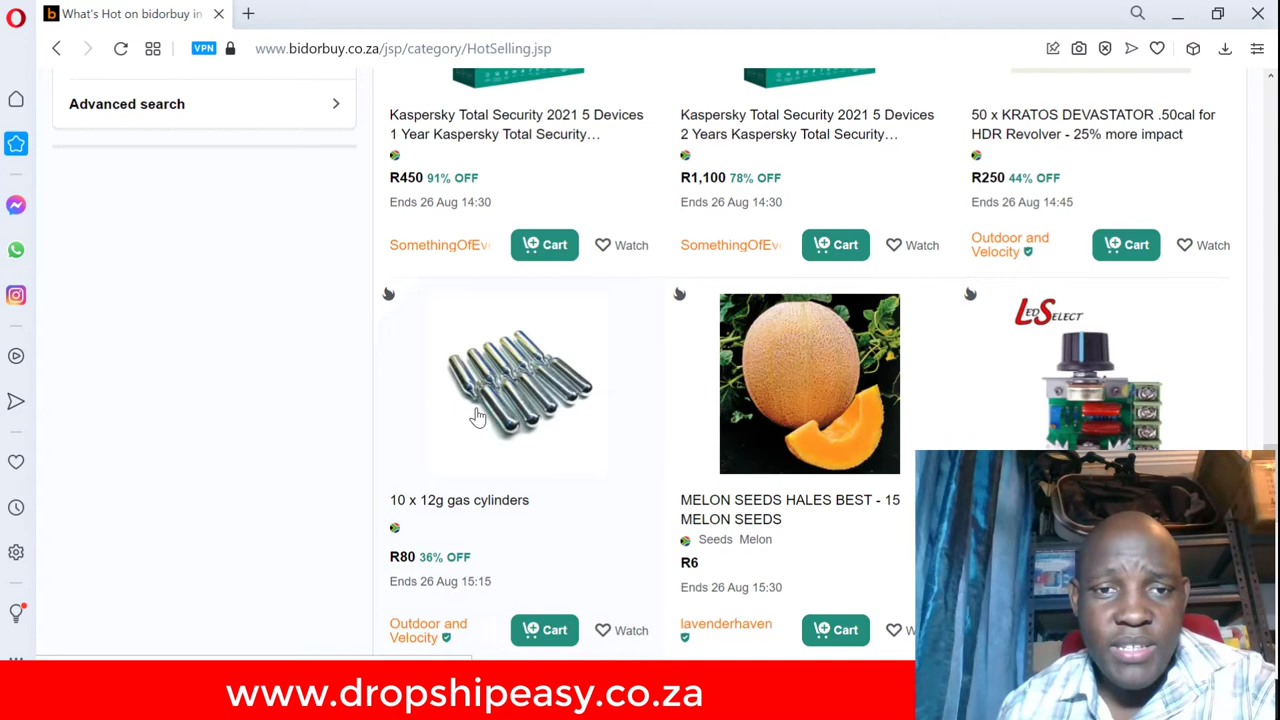 What's Hot on bidorbuy in
VPN
www.bidorbuy.co.za/jsp/category/HotSelling.jsp
Advanced search
Kaspersky Total Security 2021 5 Devices
1 Year Kaspersky Total Security…
R450 91% OFF
Ends 26 Aug 14:30
SomethingOfEv
Cart
Watch
Kaspersky Total Security 2021 5 Devices
2 Years Kaspersky Total Security…
R1,100 78% OFF
Ends 26 Aug 14:30
SomethingOfEv
Cart
Watch
50 x KRATOS DEVASTATOR .50cal for
HDR Revolver - 25% more impact
R250 44% OFF
Ends 26 Aug 14:45
Outdoor and
Velocity
Cart
Watch
10 x 12g gas cylinders
R80 36% OFF
Ends 26 Aug 15:15
Outdoor and
Velocity
Cart
Watch
MELON SEEDS HALES BEST - 15
MELON SEEDS
Seeds Melon
R6
Ends 26 Aug 15:30
lavenderhaven
Cart
W
LED SELECT
www.dropshipeasy.co.za